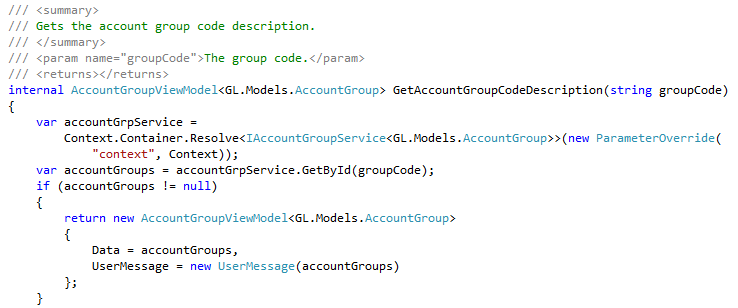 /// <summary>
/// Gets the account group code description.
/// </summary>
/// <param name="groupCode">The group code.</param>
/// <returns></returns>
internal AccountGroupViewModel<GL.Models.AccountGroup> GetAccountGroupCodeDescription(string groupCode)
{
    var accountGrpService =
        Context.Container.Resolve<IAccountGroupService<GL.Models.AccountGroup>>(new ParameterOverride(
            "context", Context));
    var accountGroups = accountGrpService.GetById(groupCode);
    if (accountGroups != null)
    {
        return new AccountGroupViewModel<GL.Models.AccountGroup>
        {
            Data = accountGroups,
            UserMessage = new UserMessage(accountGroups)
        };
    }